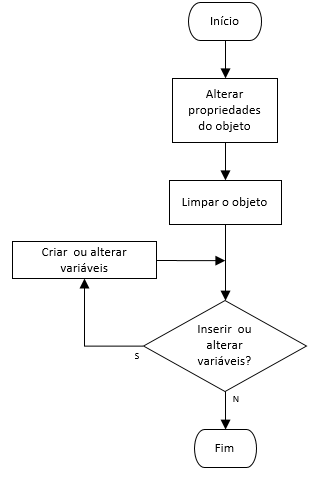 Início
Alterar
propriedades
do objeto
Limpar o objeto
Criar ou alterar
variáveis
Inserir ou
alterar
variáveis?
S
N
Fim